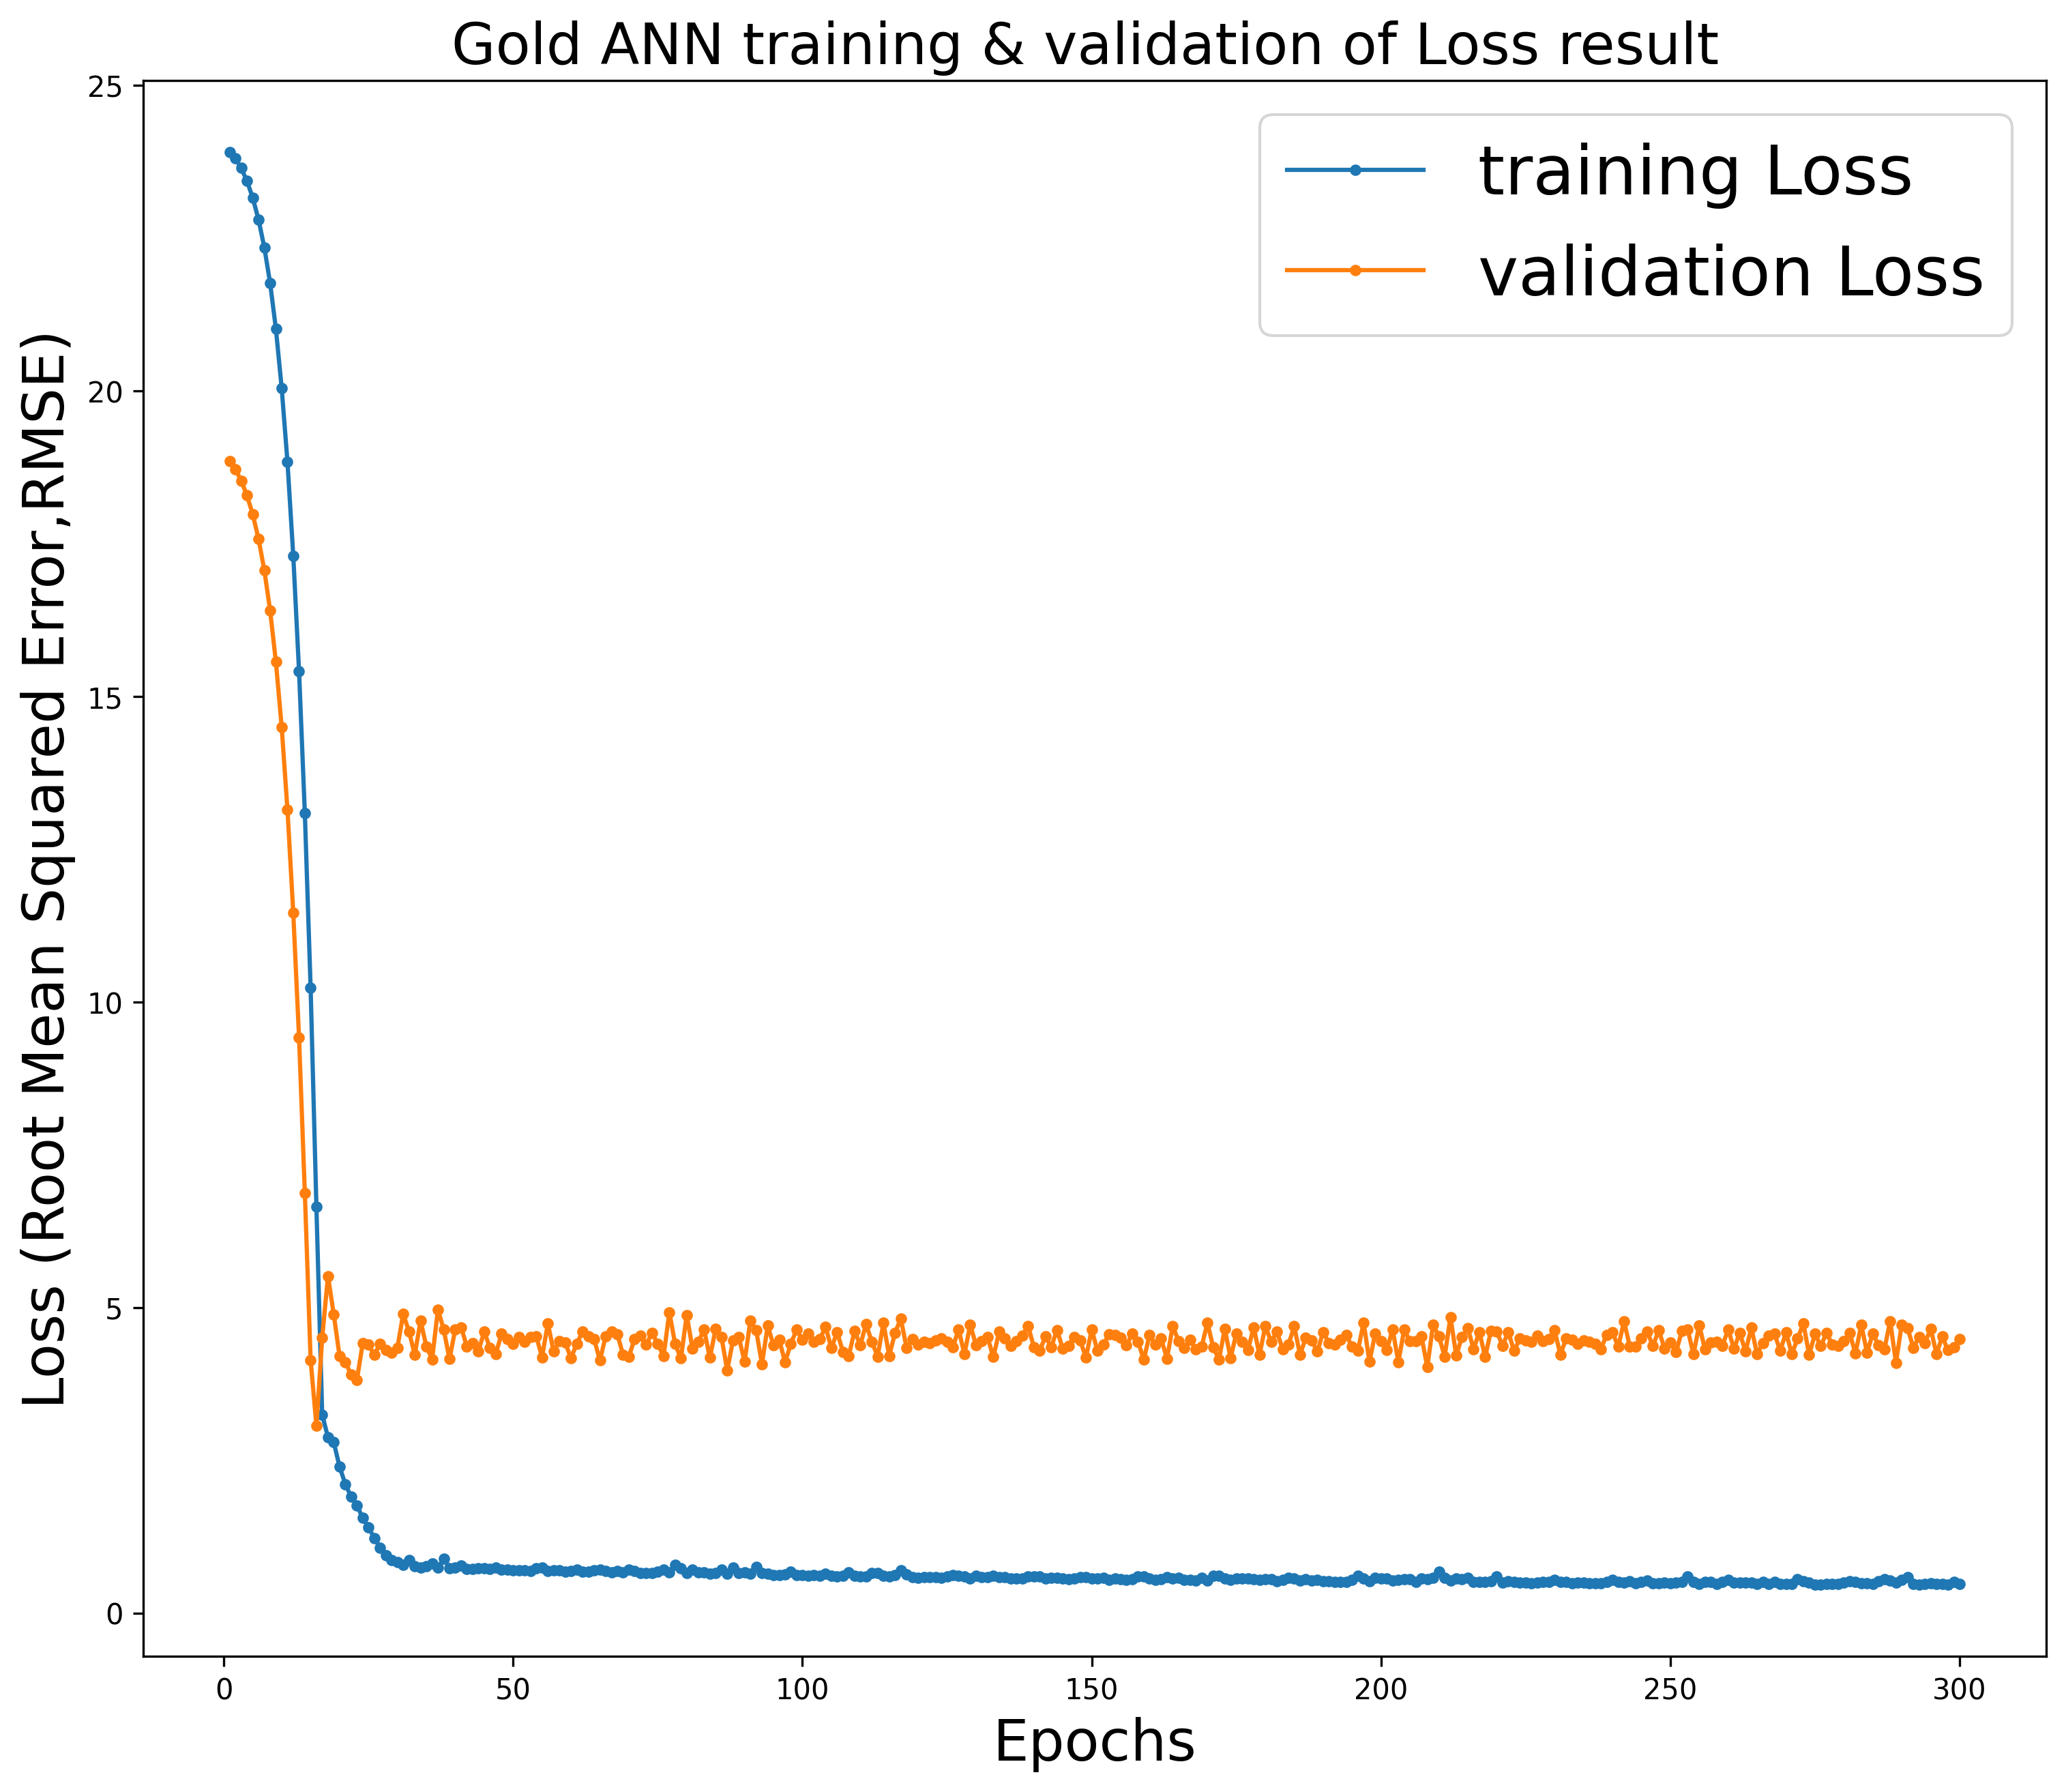 Gold ANN training & validation of Loss result
training Loss
validation Loss
Loss (Root Mean Squared Error,RMSE)
25
20
15
10
5
0
0 50 100 150 200 250 300
Epochs